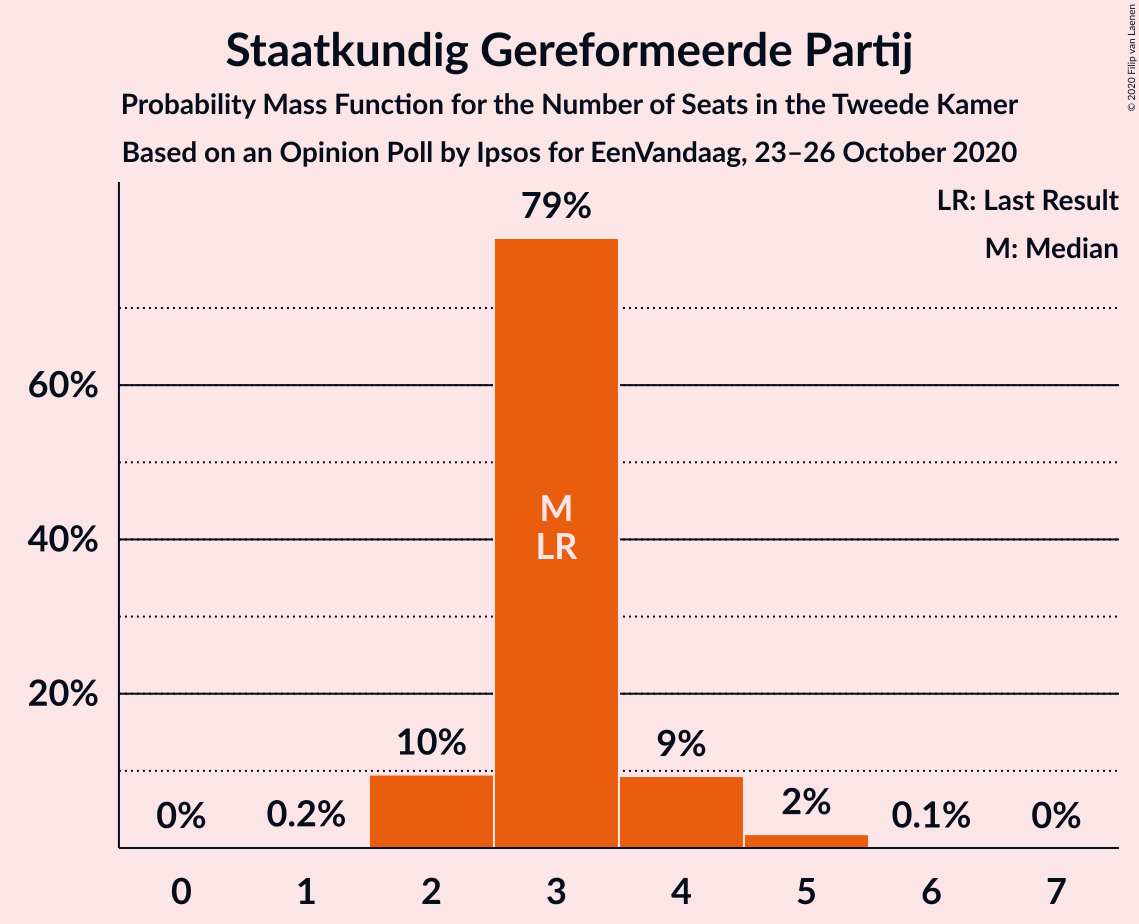 Staatkundig Gereformeerde Partij
Probability Mass Function for the Number of Seats in the Tweede Kamer
Based on an Opinion Poll by Ipsos for EenVandaag, 23–26 October 2020
© 2020 Filip van Laenen
LR: Last Result
M: Median
60%
40%
20%
0%
0.2%
10%
79%
M
LR
9%
2%
0.1%
0%
0 1 2 3 4 5 6 7